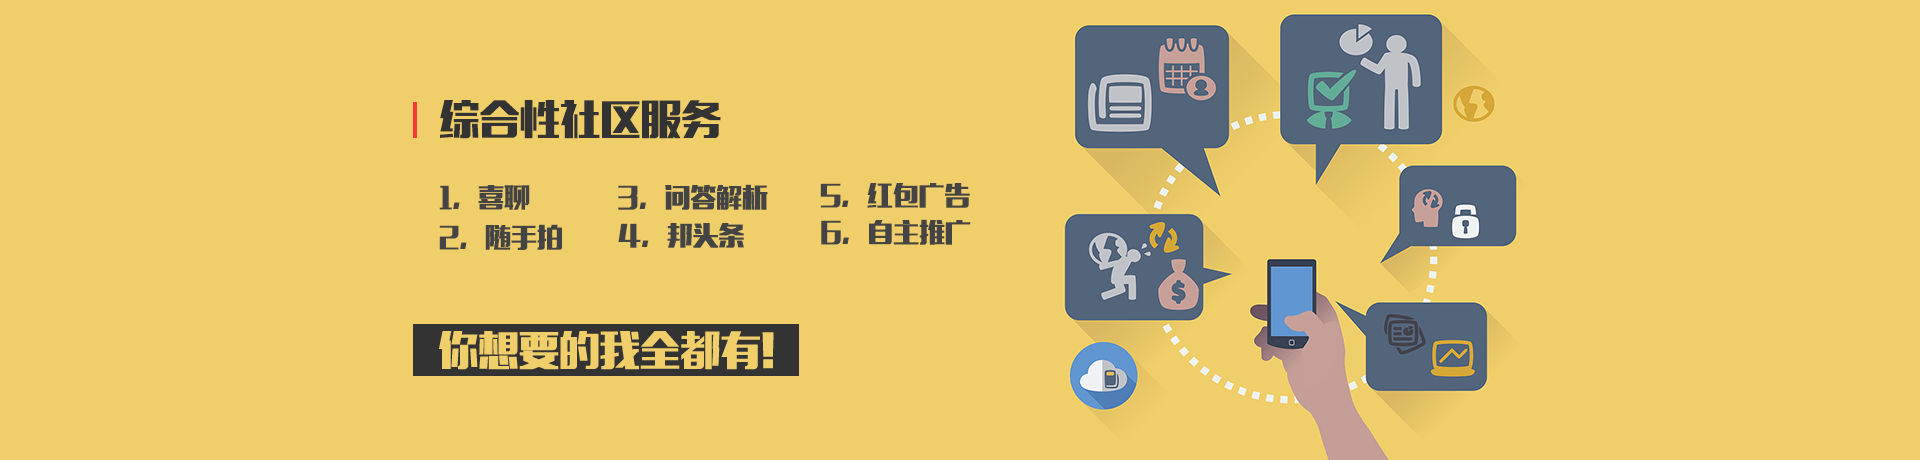 综合性社区服务
1, 喜聊
2, 随手拍
3, 问答解析
4, 邦头条
5, 红包广告
6, 自主推广
你想要的我全都有!